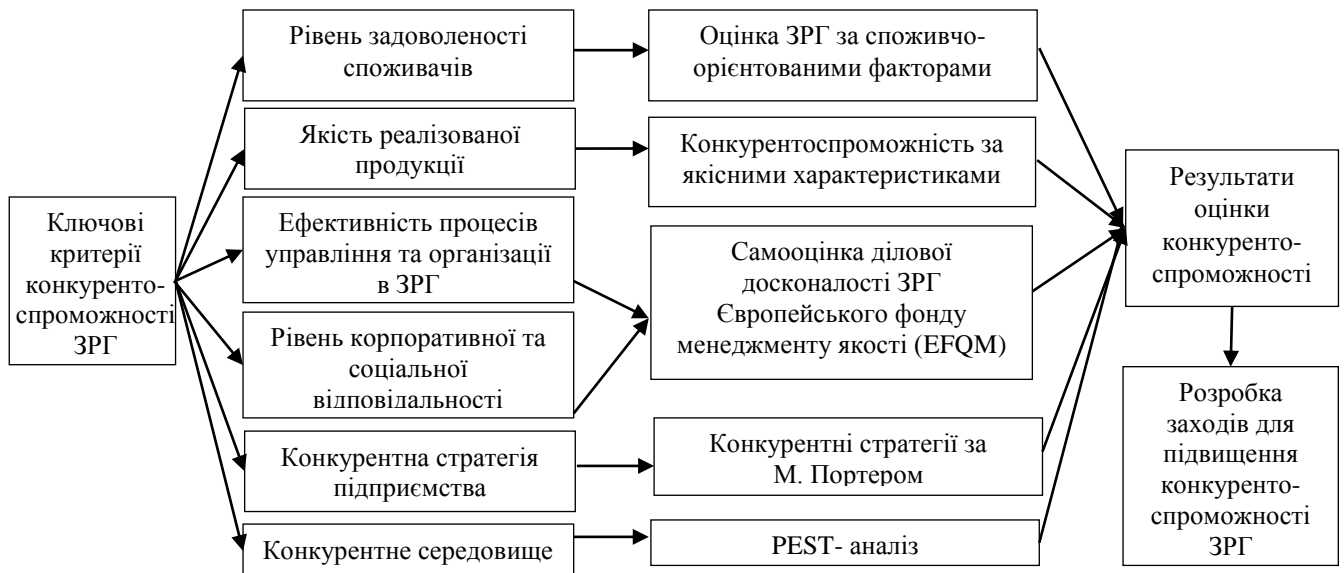 Ключові
критерії
конкуренто-
спроможності
ЗРГ
Рівень задоволеності
споживачів
Якість реалізованої
продукції
Ефективність процесів
управління та організації
в ЗРГ
Рівень корпоративної та
соціальної
відповідальності
Конкурентна стратегія
підприємства
Конкурентне середовище
Оцінка ЗРГ за споживчо-
орієнтованими факторами
Конкурентоспроможність за
якісними характеристиками
Самооцінка ділової
досконалості ЗРГ
Європейського фонду
менеджменту якості (EFQM)
Конкурентні стратегії за
М. Портером
PEST- аналіз
Результати
оцінки
конкуренто-
спроможності
Розробка
заходів для
підвищення
конкуренто-
спроможності
ЗРГ